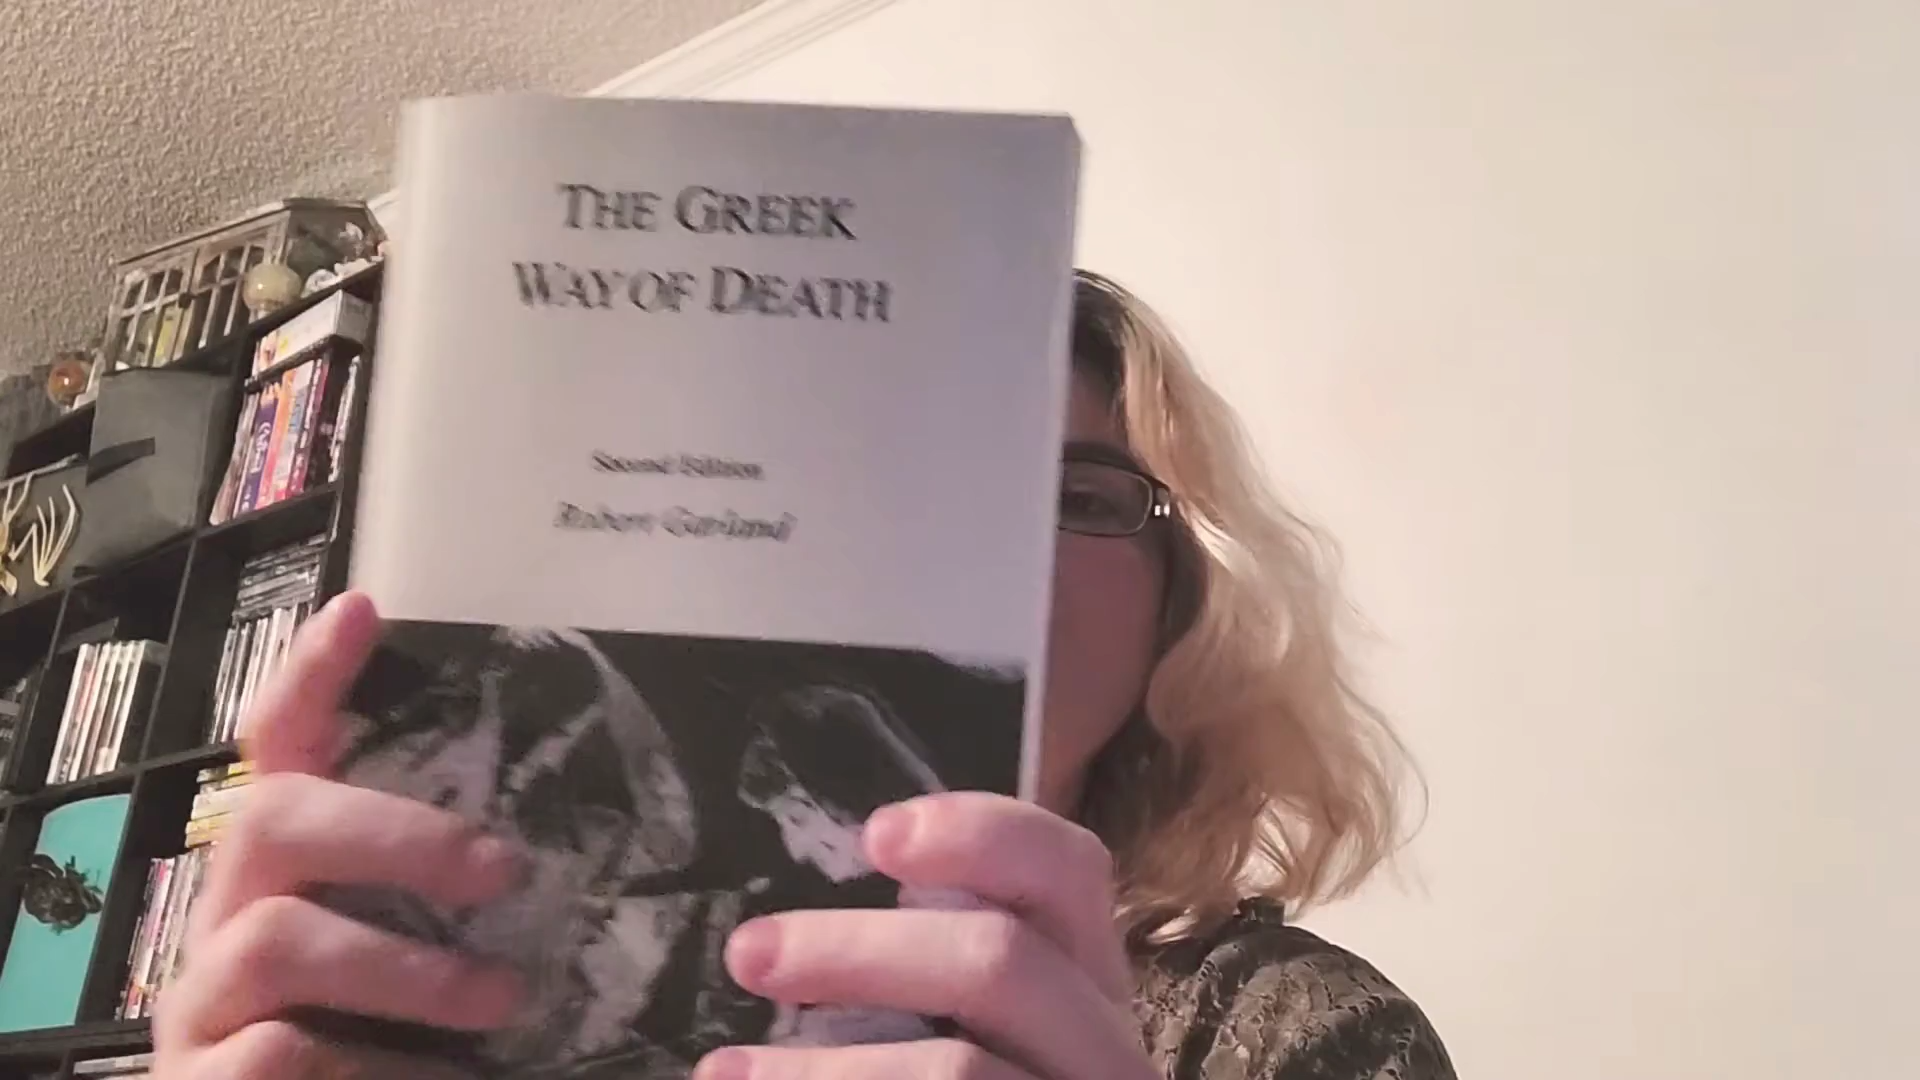 THE GREEK
WAY OF DEATH
Second Edition
Robert Garland